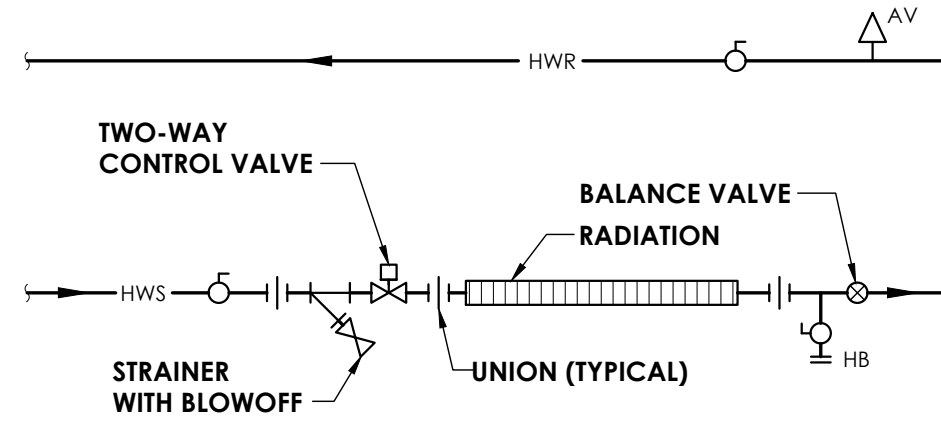 AV
HWR
TWO-WAY
CONTROL VALVE
BALANCE VALVE
RADIATION
HWS
HB
STRAINER
WITH BLOWOFF
UNION (TYPICAL)